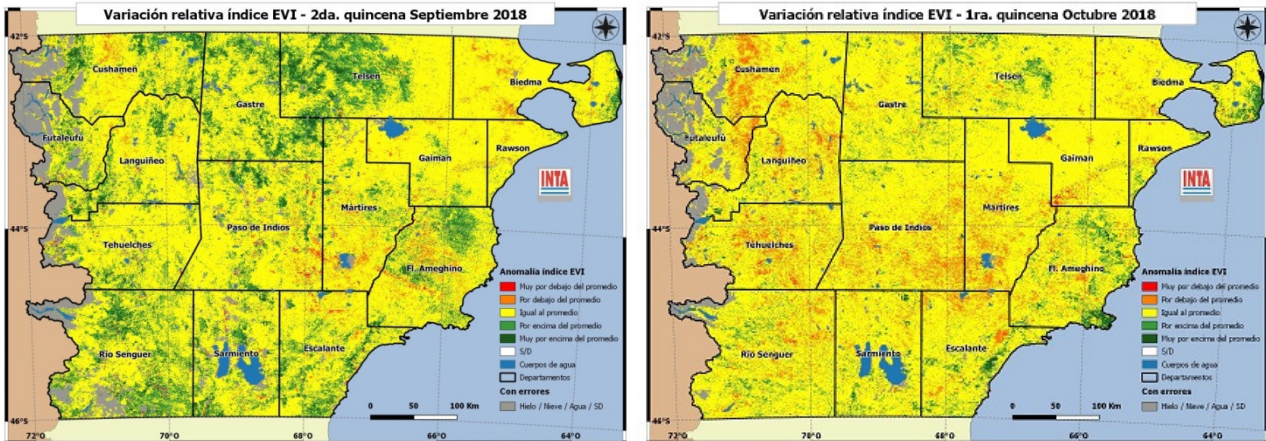 Variación relativa índice EVI - 2da. quincena Septiembre 2018
42°S
Cushamen
Telsen
Biedma
Gastre
Futaleufú
Languiñeo
Gaiman
Rawson
INTA
Mártires
44°S
Tehuelches
Paso de Indios
Fl. Ameghino
Río Senguer
Sarmiento
Escalante
46°S
72°O
70°O
68°O
66°O
64°O
Anomalía índice EVI
Muy por debajo del promedio
Por debajo del promedio
Igual al promedio
Por encima del promedio
Muy por encima del promedio
S/D
Cuerpos de agua
Departamentos
Con errores
Hielo / Nieve / Agua / SD
0 50 100 Km
Variación relativa índice EVI - 1ra. quincena Octubre 2018
42°S
Cushamen
Telsen
Biedma
Gastre
Futaleufú
Languiñeo
Gaiman
Rawson
INTA
Mártires
44°S
Tehuelches
Paso de Indios
Fl. Ameghino
Río Senguer
Sarmiento
Escalante
46°S
72°O
70°O
68°O
66°O
64°O
Anomalía índice EVI
Muy por debajo del promedio
Por debajo del promedio
Igual al promedio
Por encima del promedio
Muy por encima del promedio
S/D
Cuerpos de agua
Departamentos
Con errores
Hielo / Nieve / Agua / SD
0 50 100 Km